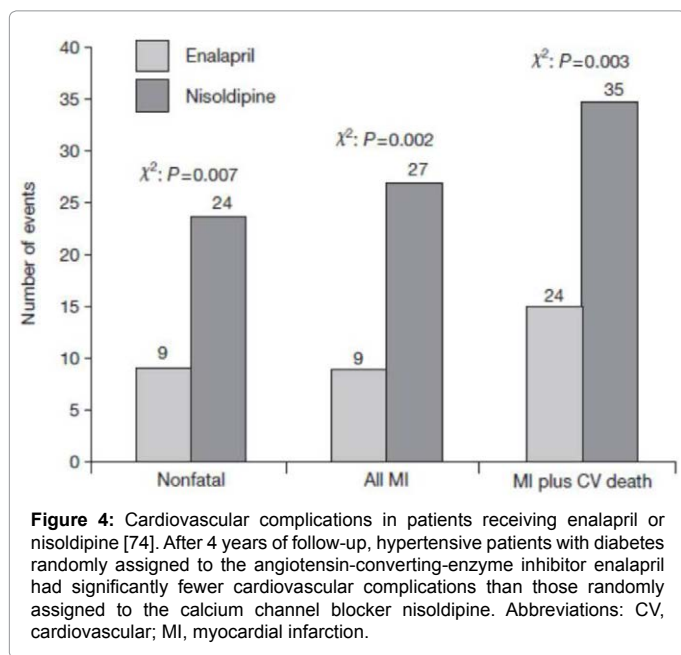 40
35
30
25
20
15
10
5
0
Number of events
Enalapril
Nisoldipine
χ²: P=0.007
24
9
χ²: P=0.002
27
9
χ²: P=0.003
35
24
Nonfatal
All MI
MI plus CV death
Figure 4: Cardiovascular complications in patients receiving enalapril or
nisoldipine [74]. After 4 years of follow-up, hypertensive patients with diabetes
randomly assigned to the angiotensin-converting-enzyme inhibitor enalapril
had significantly fewer cardiovascular complications than those randomly
assigned to the calcium channel blocker nisoldipine. Abbreviations: CV,
cardiovascular; MI, myocardial infarction.